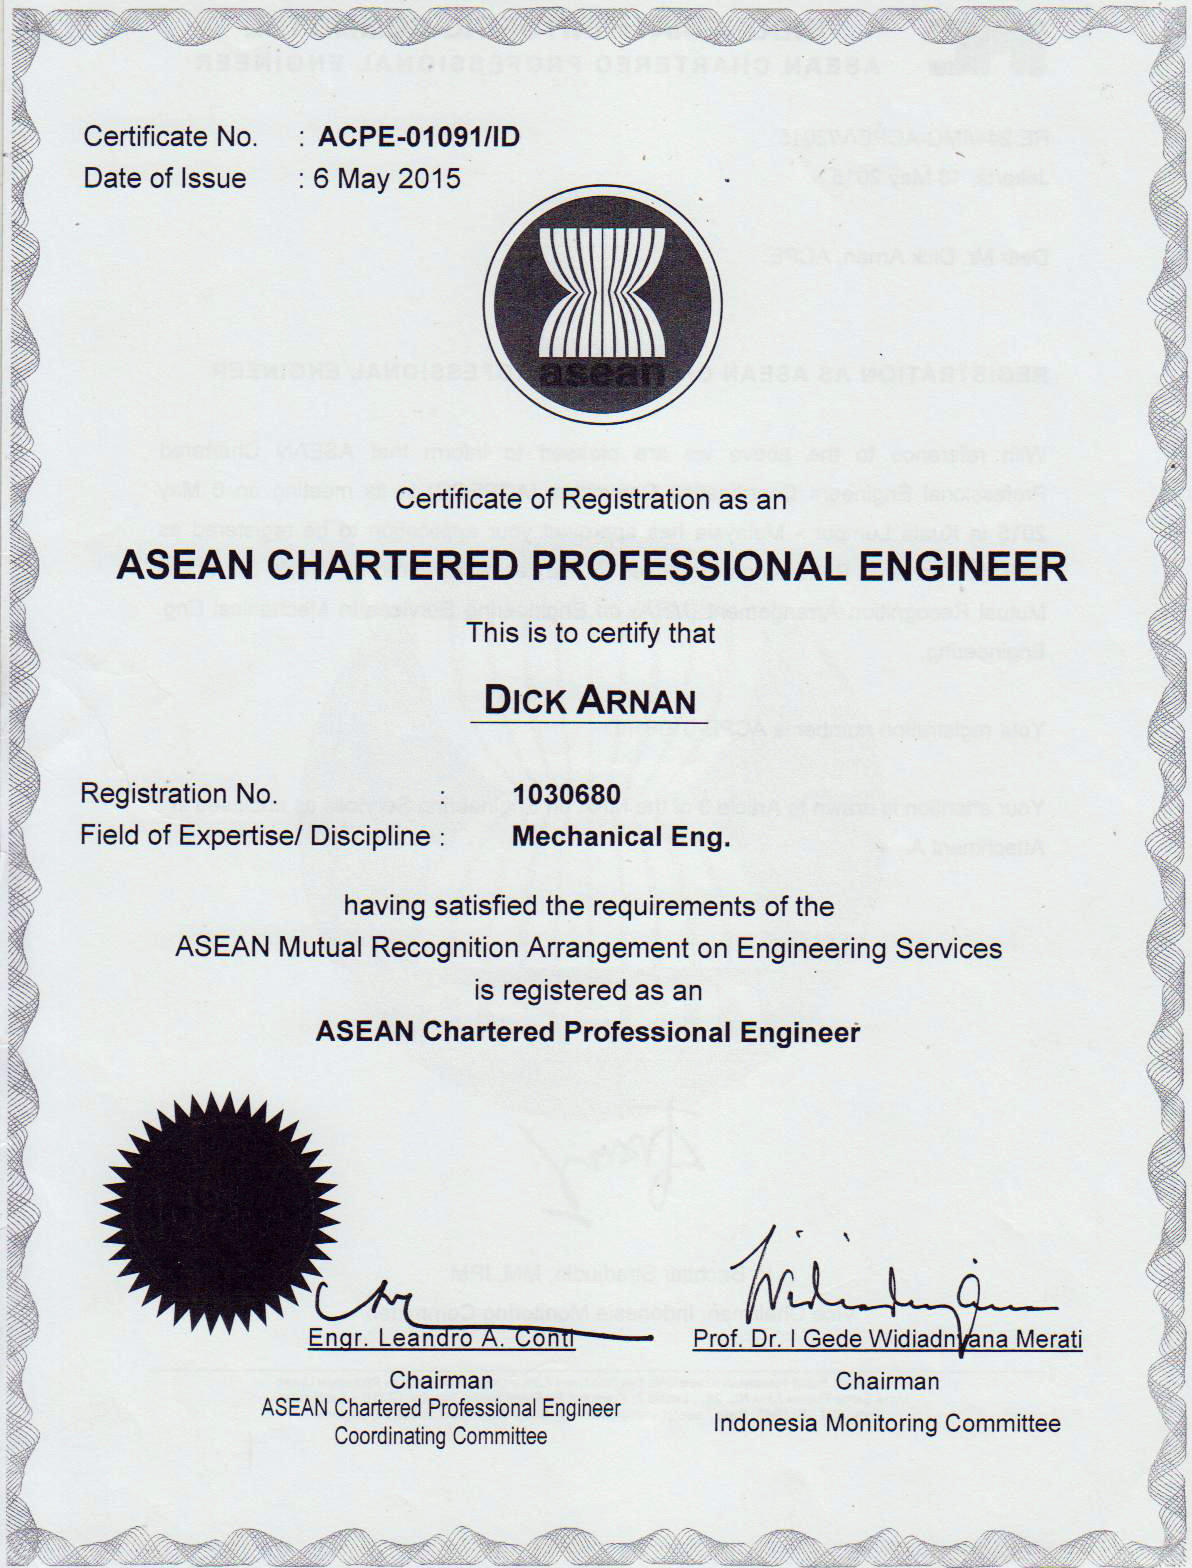 Certificate No. : ACPE-01091/ID
Date of Issue : 6 May 2015
asean
Certificate of Registration as an
ASEAN CHARTERED PROFESSIONAL ENGINEER
This is to certify that
DICK ARNAN
Registration No. : 1030680
Field of Expertise/ Discipline : Mechanical Eng.
having satisfied the requirements of the
ASEAN Mutual Recognition Arrangement on Engineering Services
is registered as an
ASEAN Chartered Professional Engineer
Engr. Leandro A. Conti
Prof. Dr. I Gede Widiadnyana Merati
Chairman
ASEAN Chartered Professional Engineer
Coordinating Committee
Chairman
Indonesia Monitoring Committee